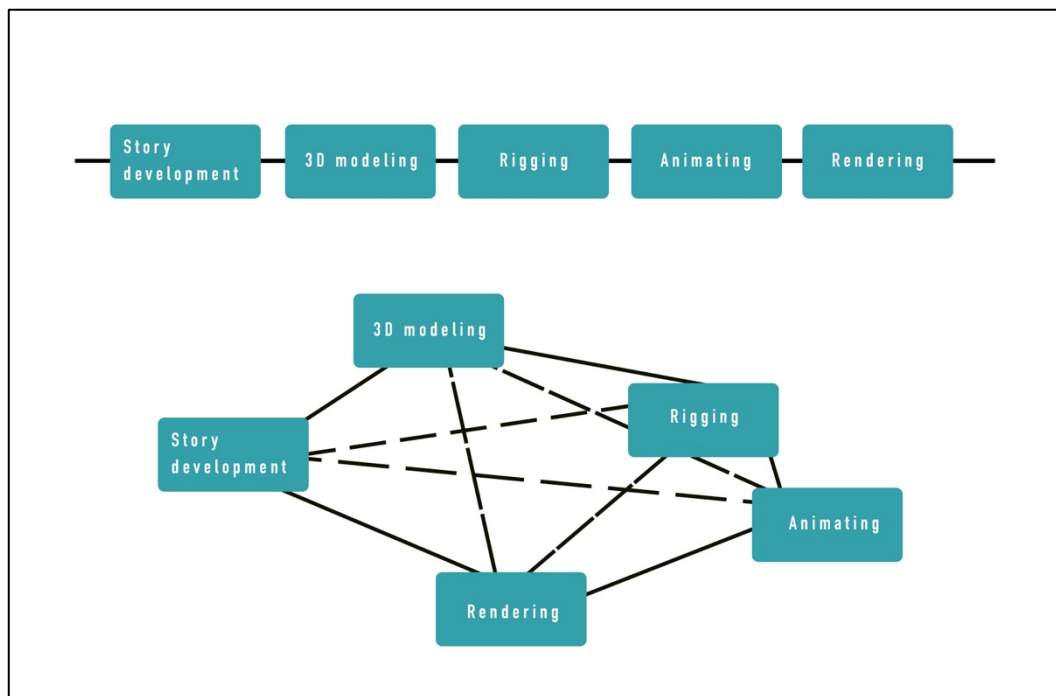 Story
development
3D modeling
Rigging
Animating
Rendering
3D modeling
Rigging
Story
development
Animating
Rendering